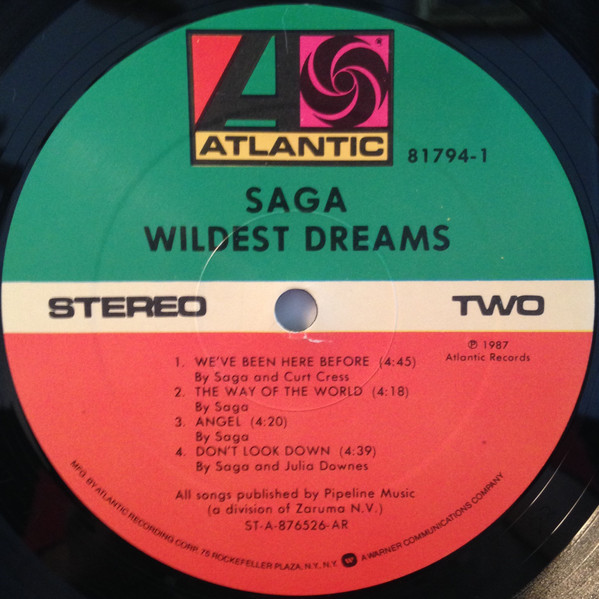 ATLANTIC
81794-1
SAGA
WILDEST DREAMS
STEREO
TWO
℗ 1987
Atlantic Records
1. WE'VE BEEN HERE BEFORE (4:45)
By Saga and Curt Cress
2. THE WAY OF THE WORLD (4:18)
By Saga
3. ANGEL (4:20)
By Saga
4. DON'T LOOK DOWN (4:39)
By Saga and Julia Downes
All songs published by Pipeline Music
(a division of Zaruma N.V.)
ST-A-876526-AR
MFG. BY ATLANTIC RECORDING CORP. 75 ROCKEFELLER PLAZA, N.Y. N.Y. A WARNER COMMUNICATIONS COMPANY